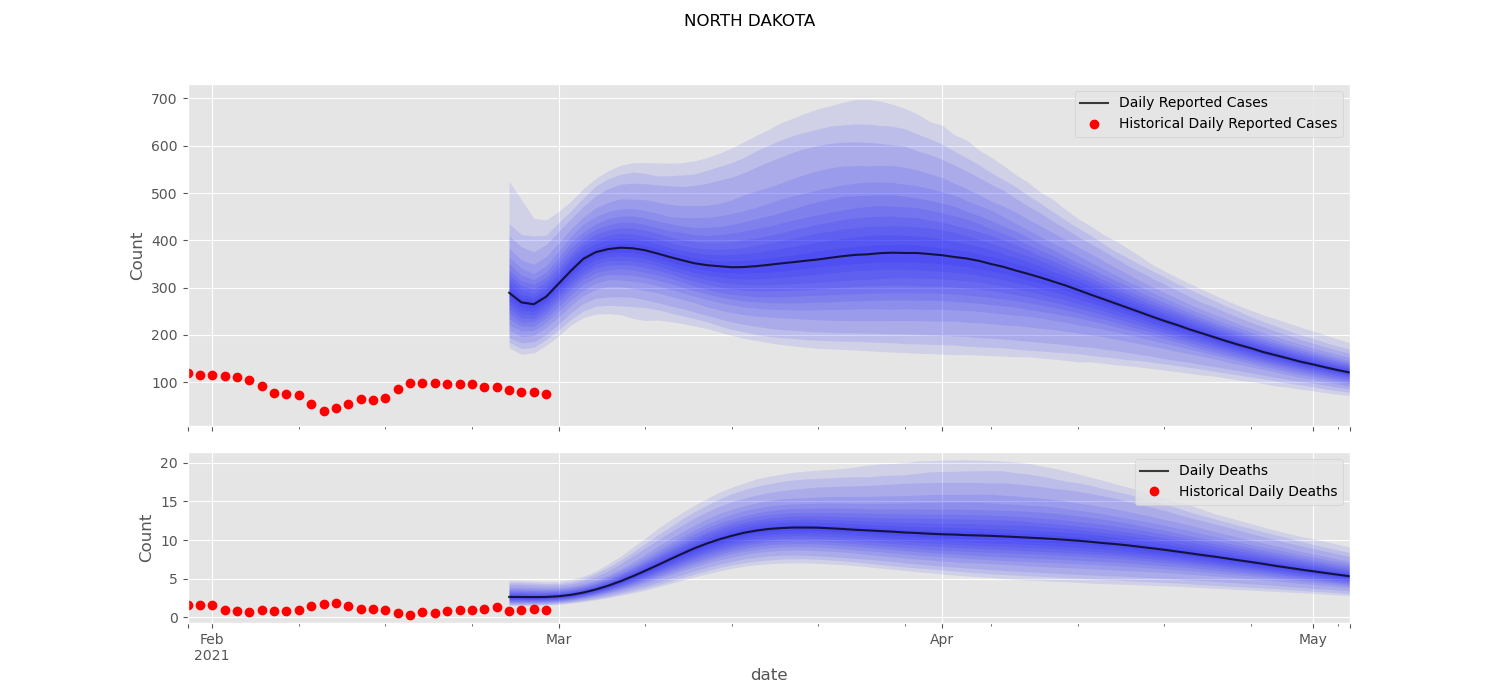 NORTH DAKOTA
Daily Reported Cases
Historical Daily Reported Cases
700
600
500
400
300
200
100
Count
Daily Deaths
Historical Daily Deaths
20
15
10
5
0
Count
Feb
2021
Mar
Apr
May
date